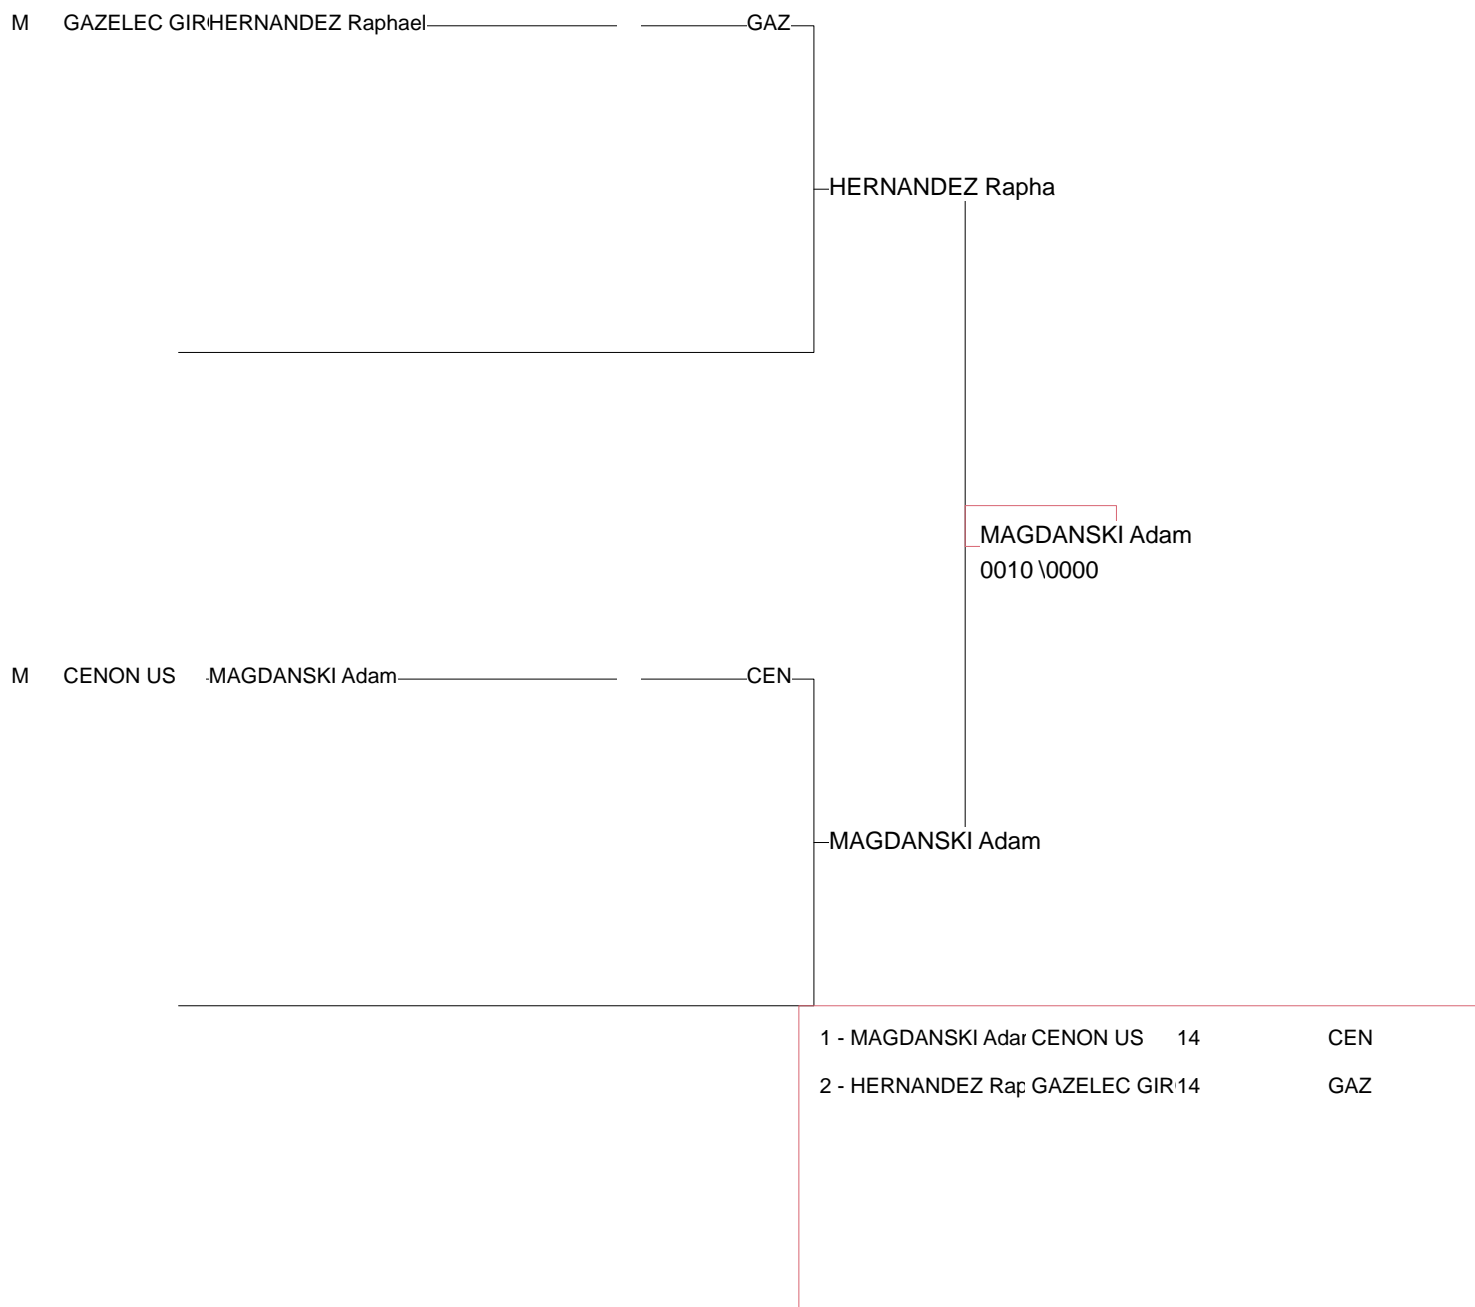 M GAZELEC GIR HERNANDEZ Raphael GAZ
HERNANDEZ Rapha
MAGDANSKI Adam
0010 \0000
M CENON US MAGDANSKI Adam CEN
MAGDANSKI Adam
1 - MAGDANSKI Adar CENON US 14 CEN
2 - HERNANDEZ Rap GAZELEC GIR 14 GAZ